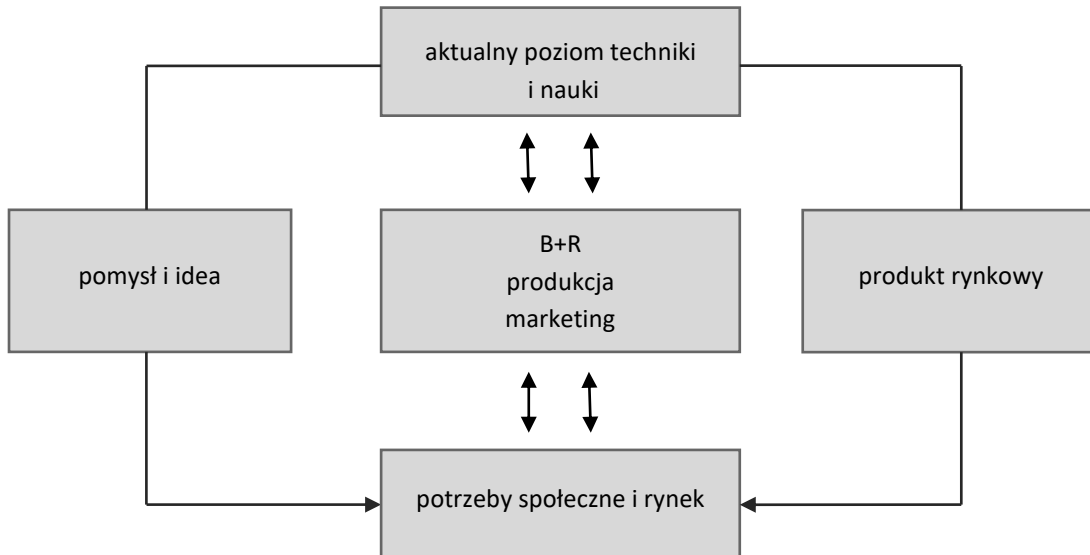 aktualny poziom techniki
i nauki
pomysł i idea
B+R
produkcja
marketing
produkt rynkowy
potrzeby społeczne i rynek